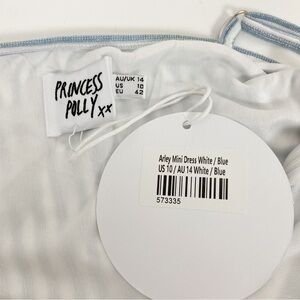 PRINCESS
POLLY xx
AU/UK 14
US 10
EU 42
Arley Mini Dress White / Blue
US 10 / AU 14 White / Blue
573335